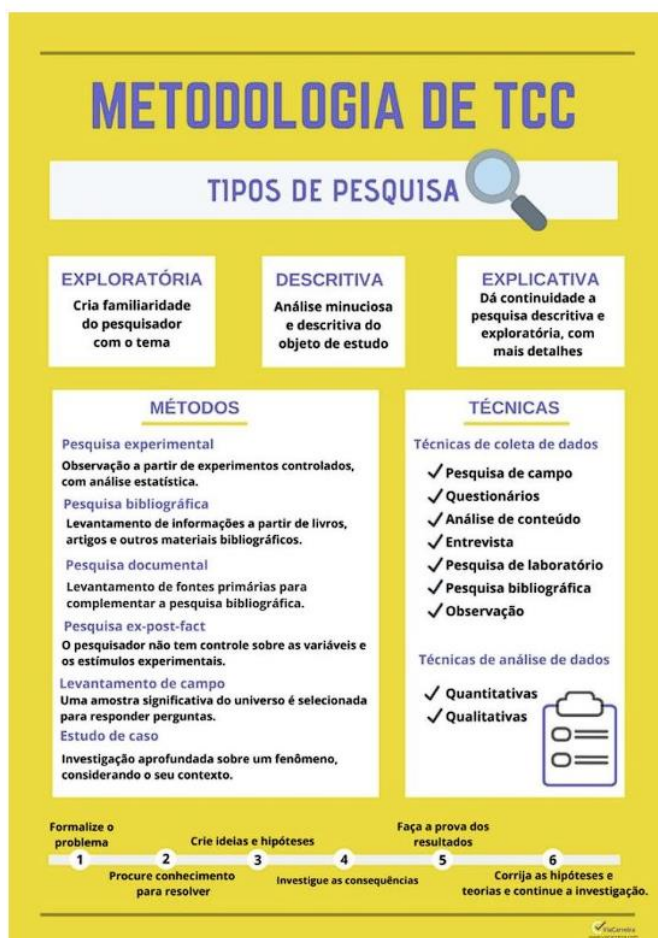 METODOLOGIA DE TCC
TIPOS DE PESQUISA
EXPLORATÓRIA
Cria familiaridade
do pesquisador
com o tema
DESCRITIVA
Análise minuciosa
e descritiva do
objeto de estudo
EXPLICATIVA
Dá continuidade a
pesquisa descritiva e
exploratória, com
mais detalhes
MÉTODOS
Pesquisa experimental
Observação a partir de experimentos controlados,
com análise estatística.
Pesquisa bibliográfica
Levantamento de informações a partir de livros,
artigos e outros materiais bibliográficos.
Pesquisa documental
Levantamento de fontes primárias para
complementar a pesquisa bibliográfica.
Pesquisa ex-post-fact
O pesquisador não tem controle sobre as variáveis e
os estímulos experimentais.
Levantamento de campo
Uma amostra significativa do universo é selecionada
para responder perguntas.
Estudo de caso
Investigação aprofundada sobre um fenômeno,
considerando o seu contexto.
TÉCNICAS
Técnicas de coleta de dados
Pesquisa de campo
Questionários
Análise de conteúdo
Entrevista
Pesquisa de laboratório
Pesquisa bibliográfica
Observação
Técnicas de análise de dados
Quantitativas
Qualitativas
Formalize o
problema
1
2
Procure conhecimento
para resolver
Crie ideias e hipóteses
3
4
Investigue as consequências
Faça a prova dos
resultados
5
6
Corrija as hipóteses e
teorias e continue a investigação.
ViaCarreira